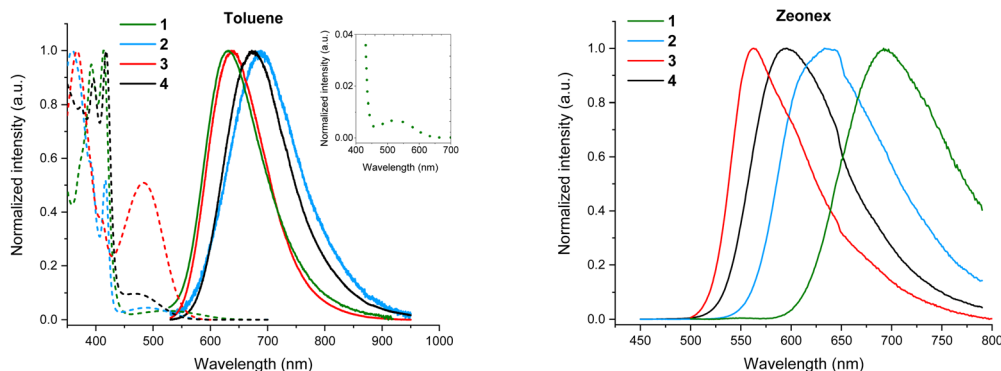 Toluene
1
2
3
4
Normalized intensity (a.u.)
1.0
0.8
0.6
0.4
0.2
0.0
400 500 600 700 800 900 1000
Wavelength (nm)
Normalized intensity (a.u.)
0.04
0.02
0.00
400 500 600 700
Wavelength (nm)
Zeonex
1
2
3
4
Normalized intensity (a.u.)
1.0
0.8
0.6
0.4
0.2
0.0
450 500 550 600 650 700 750 800
Wavelength (nm)